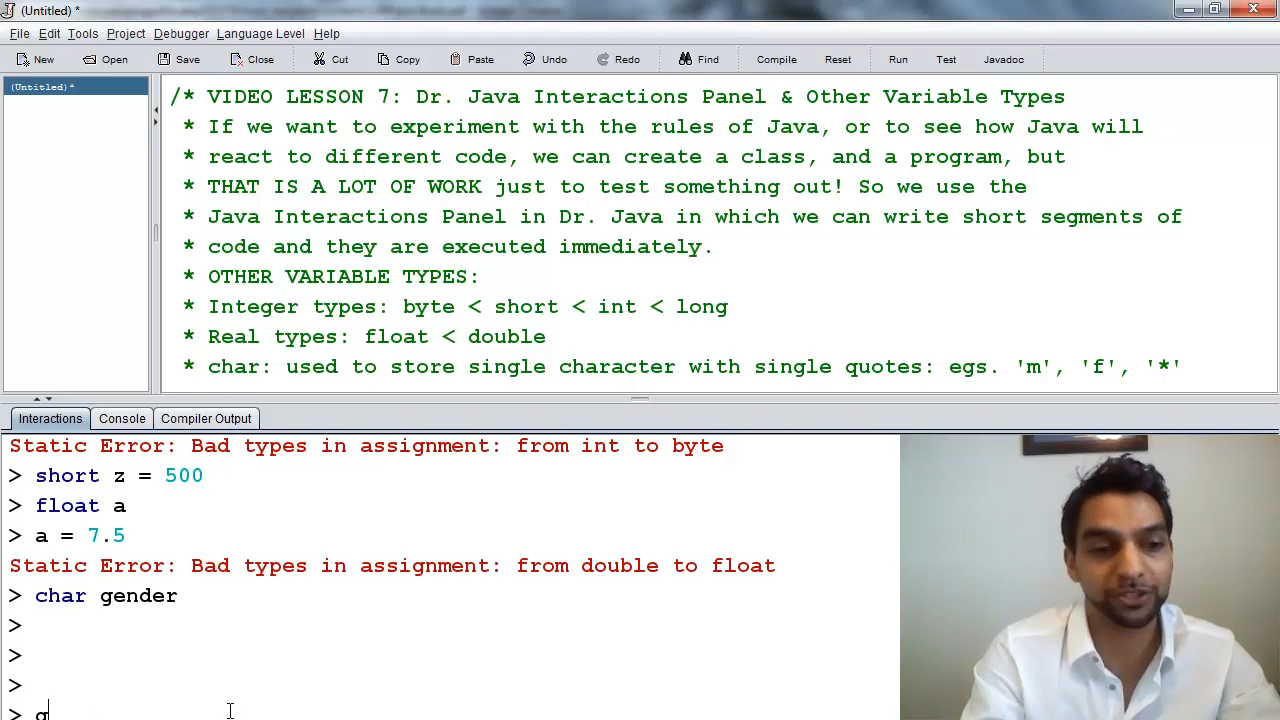 (Untitled) *
File Edit Tools Project Debugger Language Level Help
New Open Save Close Cut Copy Paste Undo Redo Find Compile Reset Run Test Javadoc
(Untitled)*
/* VIDEO LESSON 7: Dr. Java Interactions Panel & Other Variable Types
* If we want to experiment with the rules of Java, or to see how Java will
* react to different code, we can create a class, and a program, but
* THAT IS A LOT OF WORK just to test something out! So we use the
* Java Interactions Panel in Dr. Java in which we can write short segments of
* code and they are executed immediately.
* OTHER VARIABLE TYPES:
* Integer types: byte < short < int < long
* Real types: float < double
* char: used to store single character with single quotes: egs. 'm', 'f', '*'
Interactions Console Compiler Output
Static Error: Bad types in assignment: from int to byte
> short z = 500
> float a
> a = 7.5
Static Error: Bad types in assignment: from double to float
> char gender
>
>
>
> g